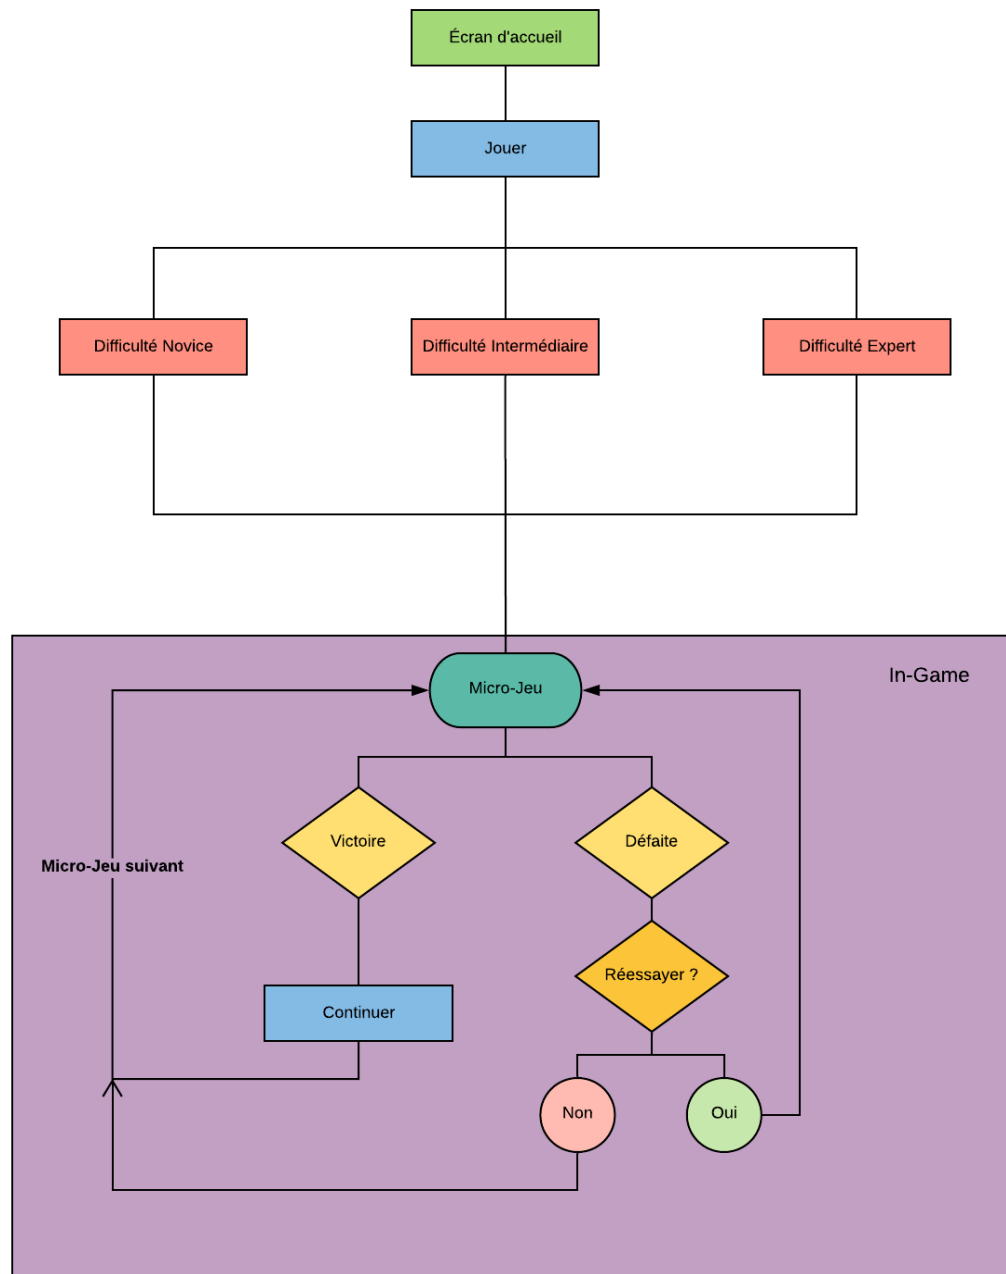 Écran d'accueil
Jouer
Difficulté Novice
Difficulté Intermédiaire
Difficulté Expert
In-Game
Micro-Jeu
Victoire
Défaite
Micro-Jeu suivant
Réessayer ?
Continuer
Non
Oui